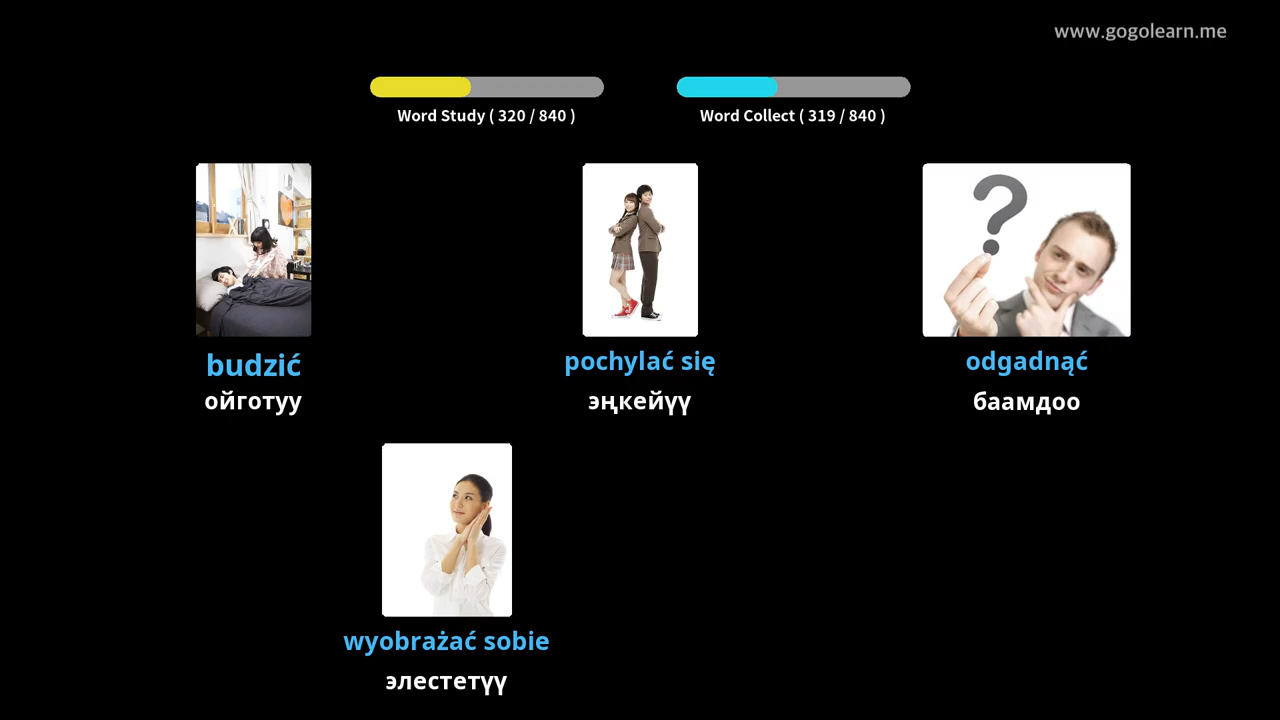 www.gogolearn.me
Word Study ( 320 / 840 )
Word Collect ( 319 / 840 )
budzić
ойготуу
pochylać się
эңкейүү
odgadnąć
баамдоо
wyobrażać sobie
элестетүү